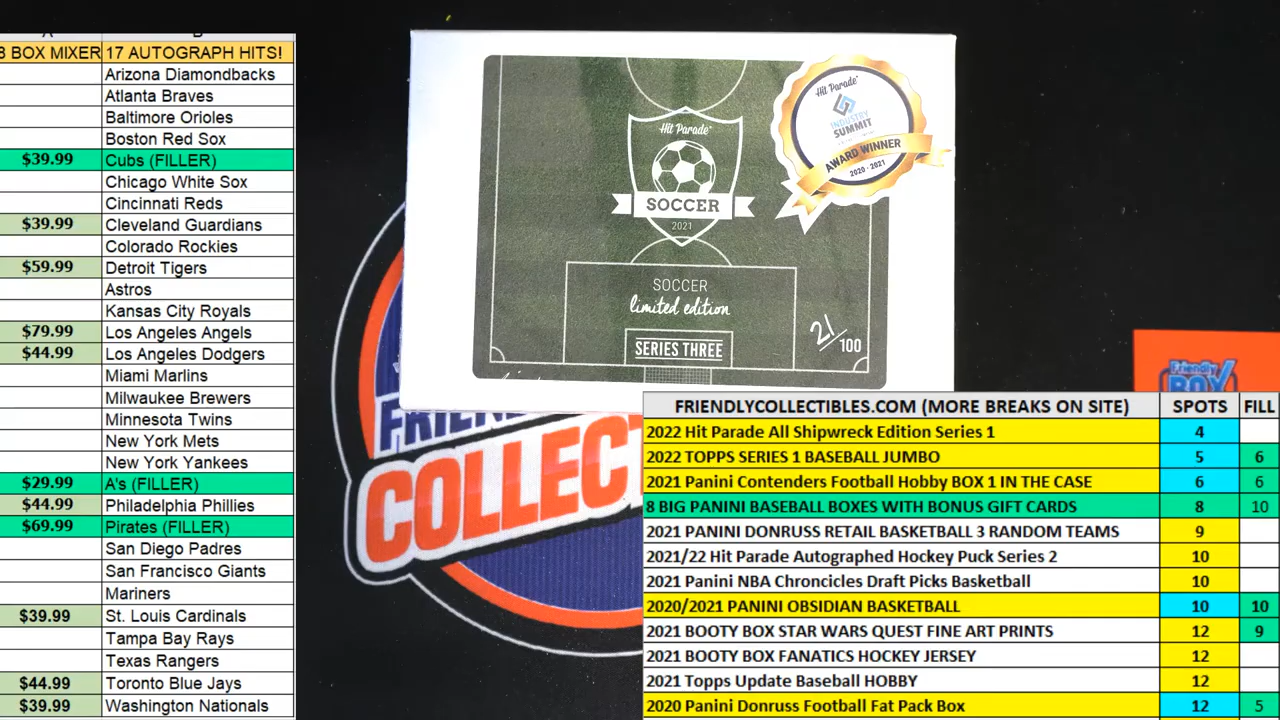 8 BOX MIXER 17 AUTOGRAPH HITS!
Arizona Diamondbacks
Atlanta Braves
Baltimore Orioles
Boston Red Sox
$39.99 Cubs (FILLER)
Chicago White Sox
Cincinnati Reds
$39.99 Cleveland Guardians
Colorado Rockies
$59.99 Detroit Tigers
Astros
Kansas City Royals
$79.99 Los Angeles Angels
$44.99 Los Angeles Dodgers
Miami Marlins
Milwaukee Brewers
Minnesota Twins
New York Mets
New York Yankees
$29.99 A's (FILLER)
$44.99 Philadelphia Phillies
$69.99 Pirates (FILLER)
San Diego Padres
San Francisco Giants
Mariners
$39.99 St. Louis Cardinals
Tampa Bay Rays
Texas Rangers
$44.99 Toronto Blue Jays
$39.99 Washington Nationals
Hit Parade
SOCCER
2021
SOCCER
limited edition
SERIES THREE
21/100
Hit Parade
INDUSTRY
SUMMIT
AWARD WINNER
2020 - 2021
FRIEN
COLLECT
Friendly
BOX
FRIENDLYCOLLECTIBLES.COM (MORE BREAKS ON SITE) SPOTS FILL
2022 Hit Parade All Shipwreck Edition Series 1 4
2022 TOPPS SERIES 1 BASEBALL JUMBO 5 6
2021 Panini Contenders Football Hobby BOX 1 IN THE CASE 6 6
8 BIG PANINI BASEBALL BOXES WITH BONUS GIFT CARDS 8 10
2021 PANINI DONRUSS RETAIL BASKETBALL 3 RANDOM TEAMS 9
2021/22 Hit Parade Autographed Hockey Puck Series 2 10
2021 Panini NBA Chroncicles Draft Picks Basketball 10
2020/2021 PANINI OBSIDIAN BASKETBALL 10 10
2021 BOOTY BOX STAR WARS QUEST FINE ART PRINTS 12 9
2021 BOOTY BOX FANATICS HOCKEY JERSEY 12
2021 Topps Update Baseball HOBBY 12
2020 Panini Donruss Football Fat Pack Box 12 5